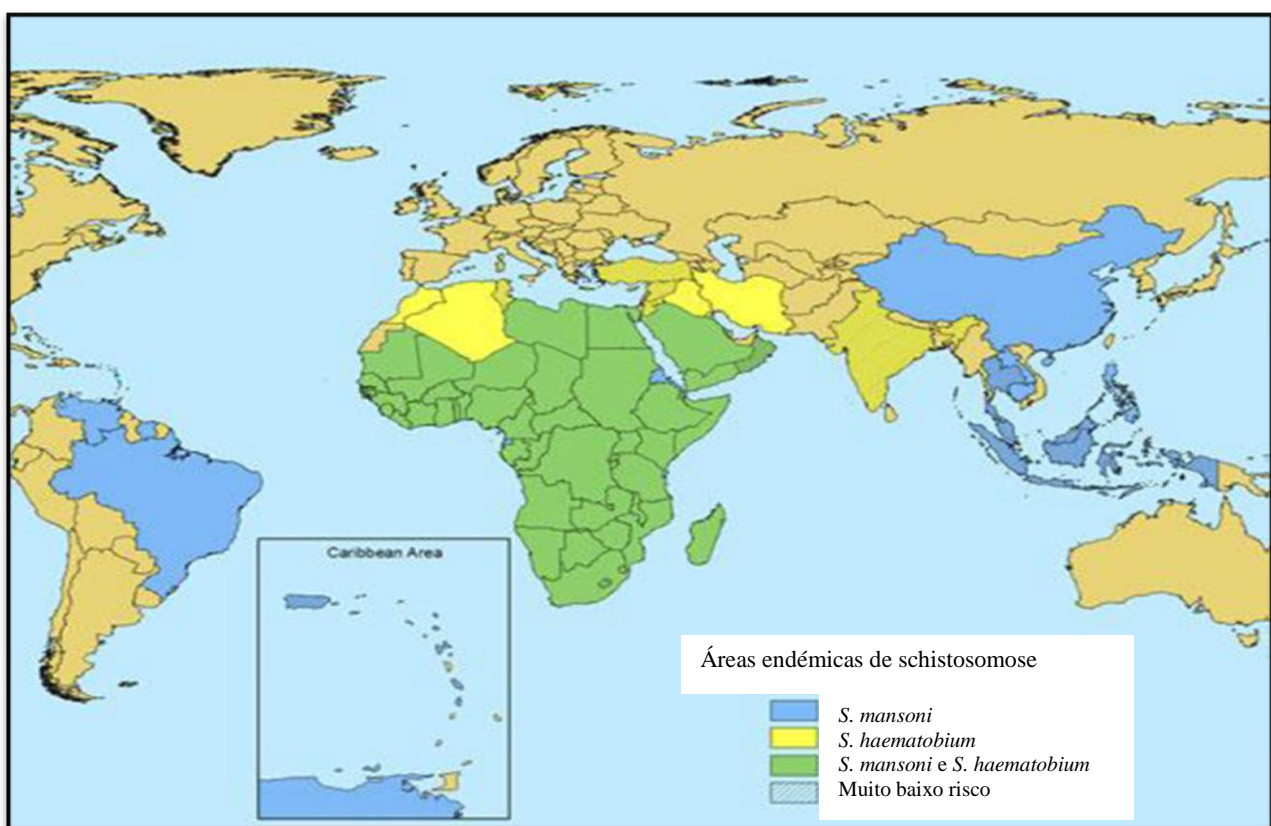 Caribbean Area
Áreas endémicas de schistosomose
S. mansoni
S. haematobium
S. mansoni e S. haematobium
Muito baixo risco